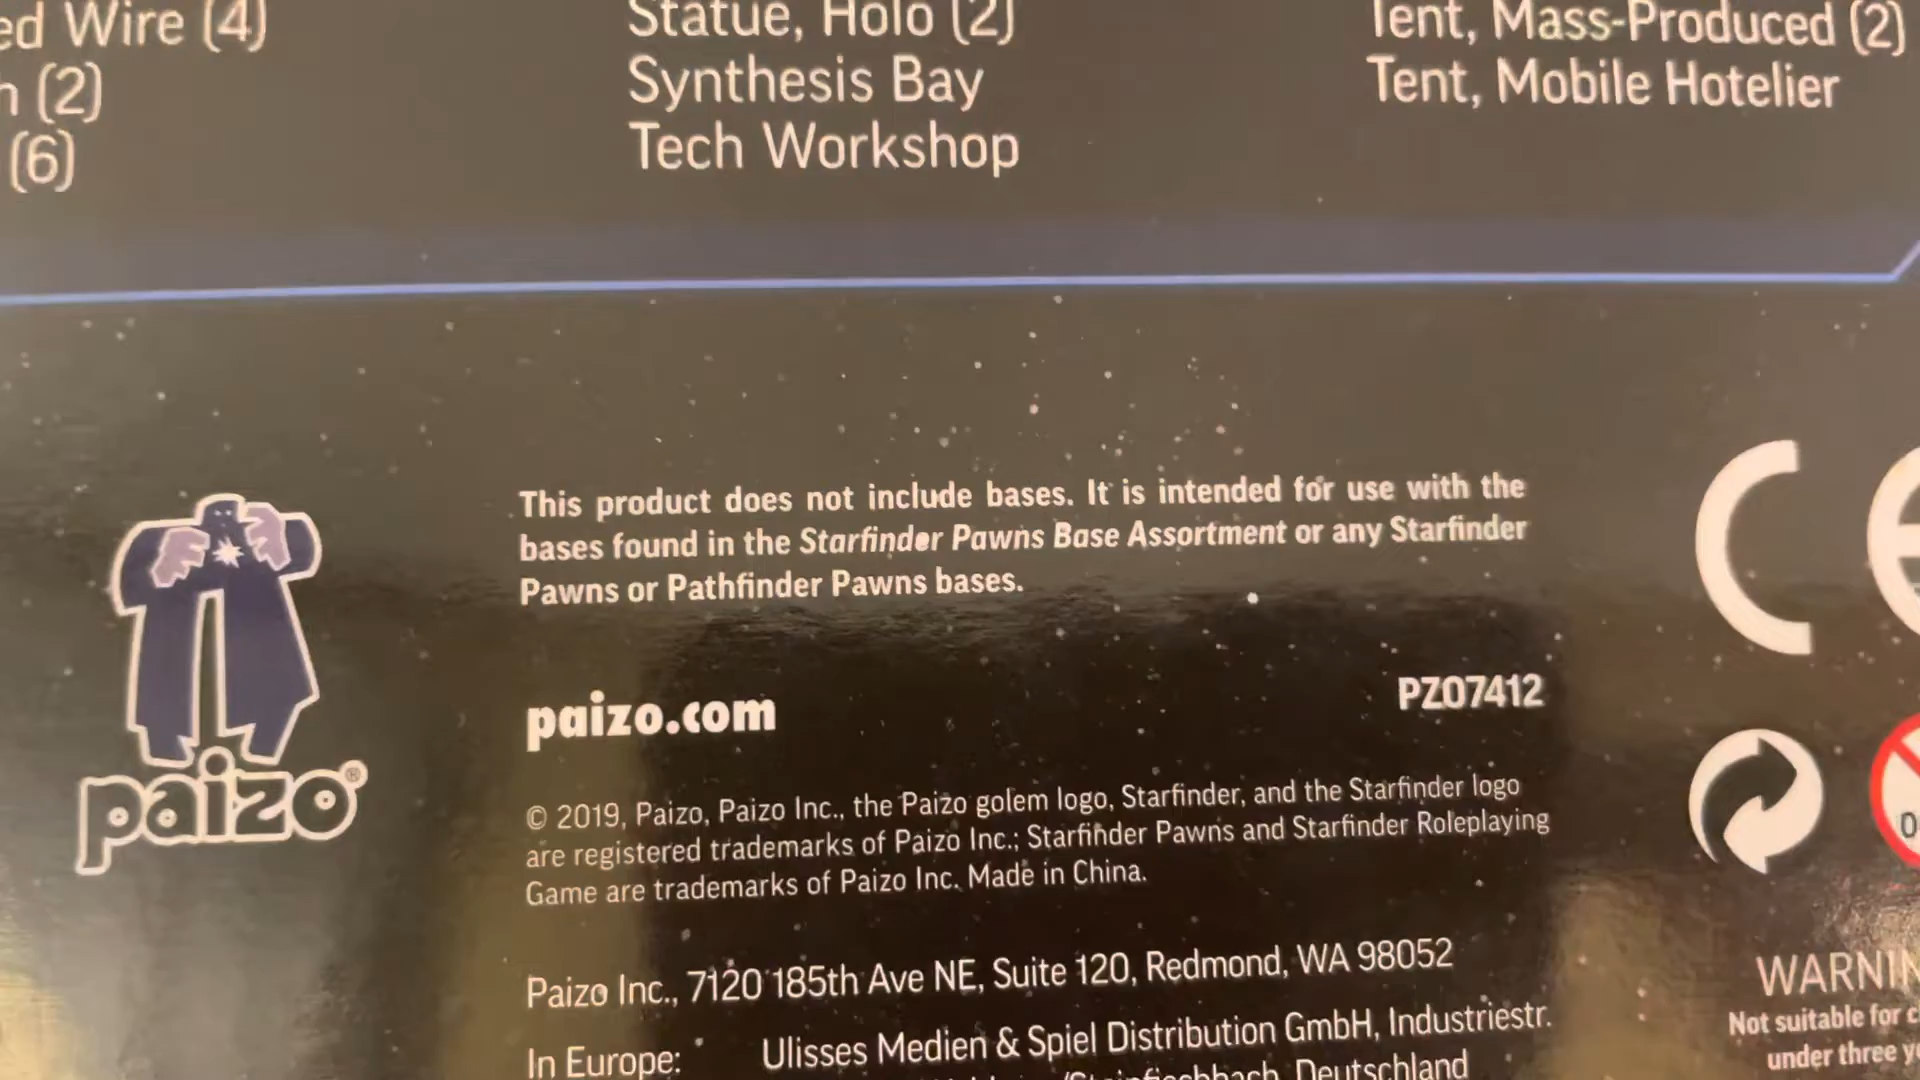 ed Wire (4)
(2)
(6)
Statue, Holo (2)
Synthesis Bay
Tech Workshop
Tent, Mass-Produced (2)
Tent, Mobile Hotelier
This product does not include bases. It is intended for use with the
bases found in the Starfinder Pawns Base Assortment or any Starfinder
Pawns or Pathfinder Pawns bases.
paizo®
paizo.com
PZO7412
© 2019, Paizo, Paizo Inc., the Paizo golem logo, Starfinder, and the Starfinder logo
are registered trademarks of Paizo Inc.; Starfinder Pawns and Starfinder Roleplaying
Game are trademarks of Paizo Inc. Made in China.
Paizo Inc., 7120 185th Ave NE, Suite 120, Redmond, WA 98052
In Europe: Ulisses Medien & Spiel Distribution GmbH, Industriestr.
Deutschland
CE
0
WARNIN
Not suitable for c
under three y